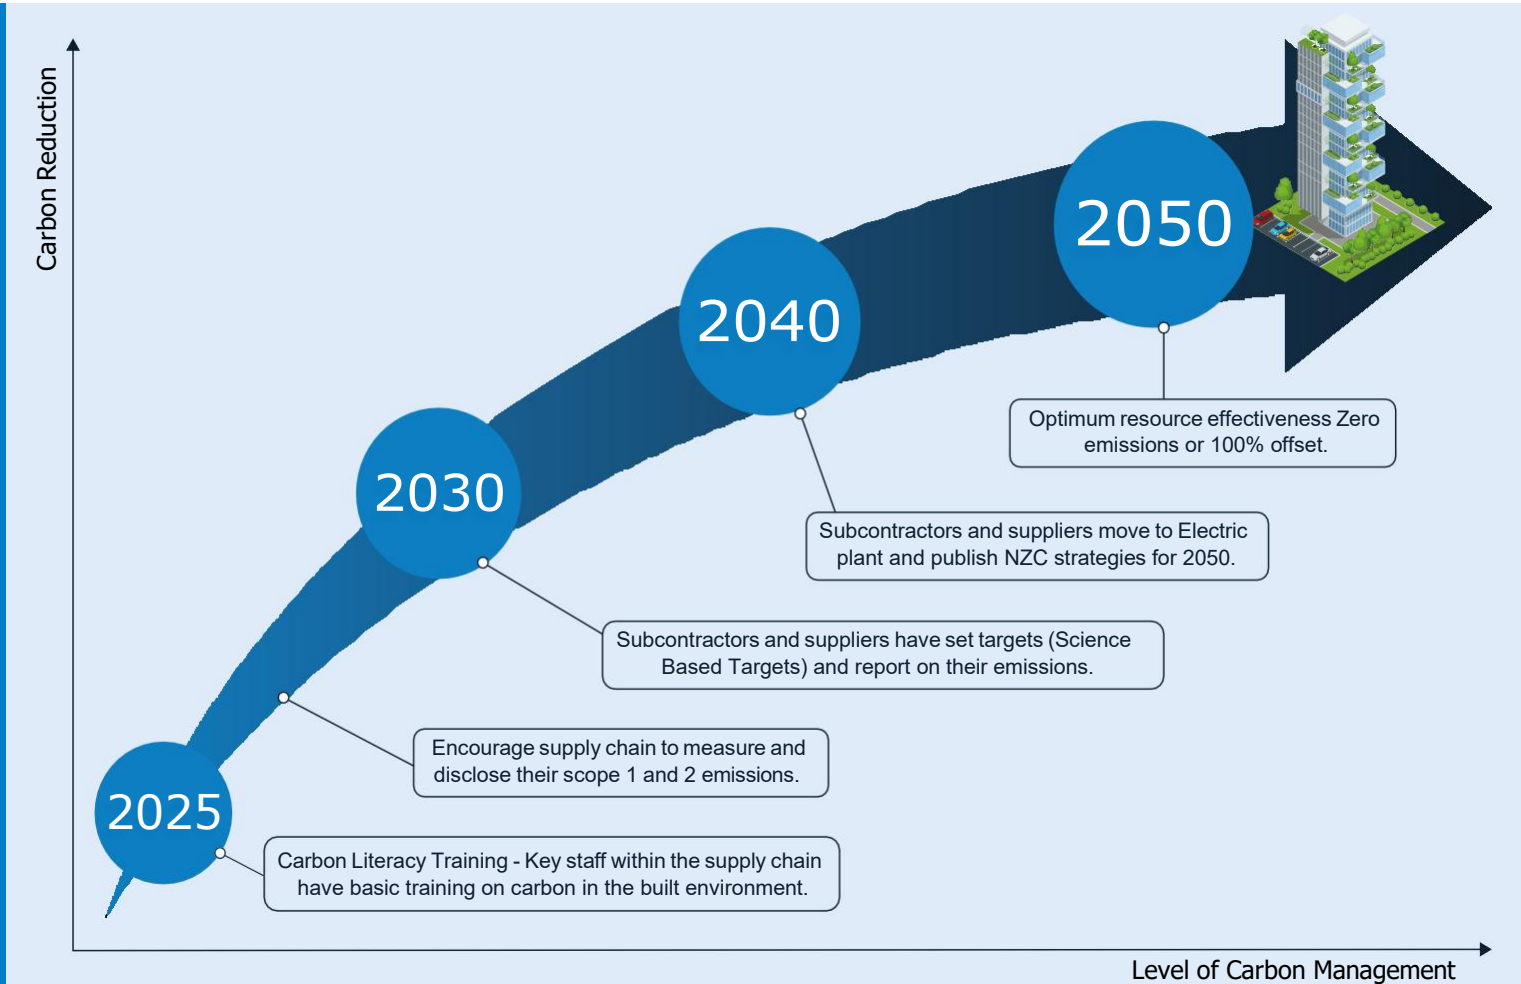 Carbon Reduction
2050
2040
Optimum resource effectiveness Zero
emissions or 100% offset.
2030
Subcontractors and suppliers move to Electric
plant and publish NZC strategies for 2050.
Subcontractors and suppliers have set targets (Science
Based Targets) and report on their emissions.
Encourage supply chain to measure and
disclose their scope 1 and 2 emissions.
2025
Carbon Literacy Training - Key staff within the supply chain
have basic training on carbon in the built environment.
Level of Carbon Management